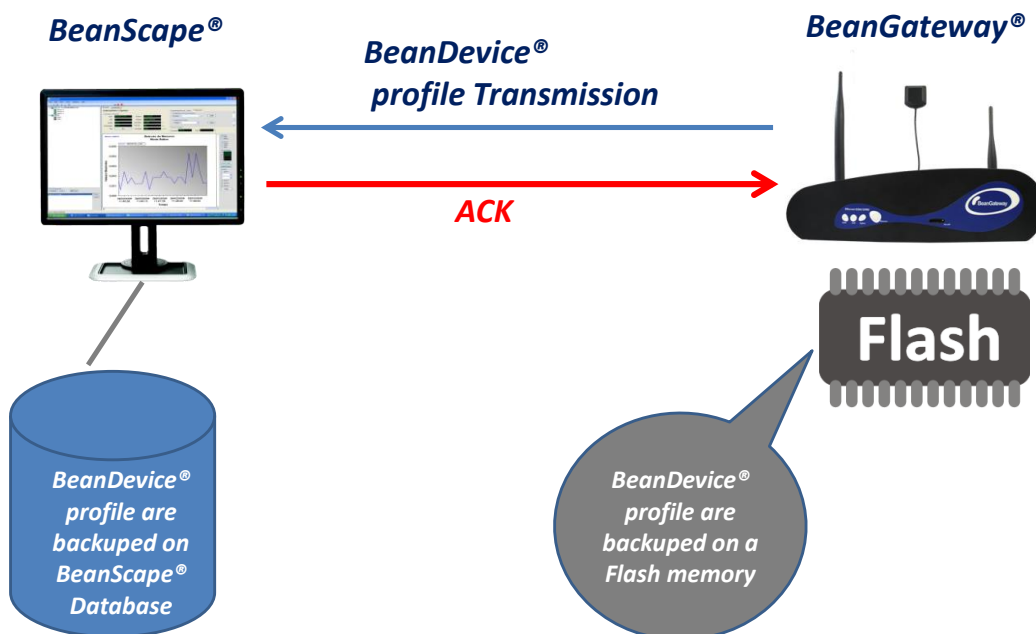 BeanScape®
BeanGateway®
BeanDevice®
profile Transmission
ACK
BeanGateway
Flash
BeanDevice®
profile are
backuped on
BeanScape®
Database
BeanDevice®
profile are
backuped on a
Flash memory